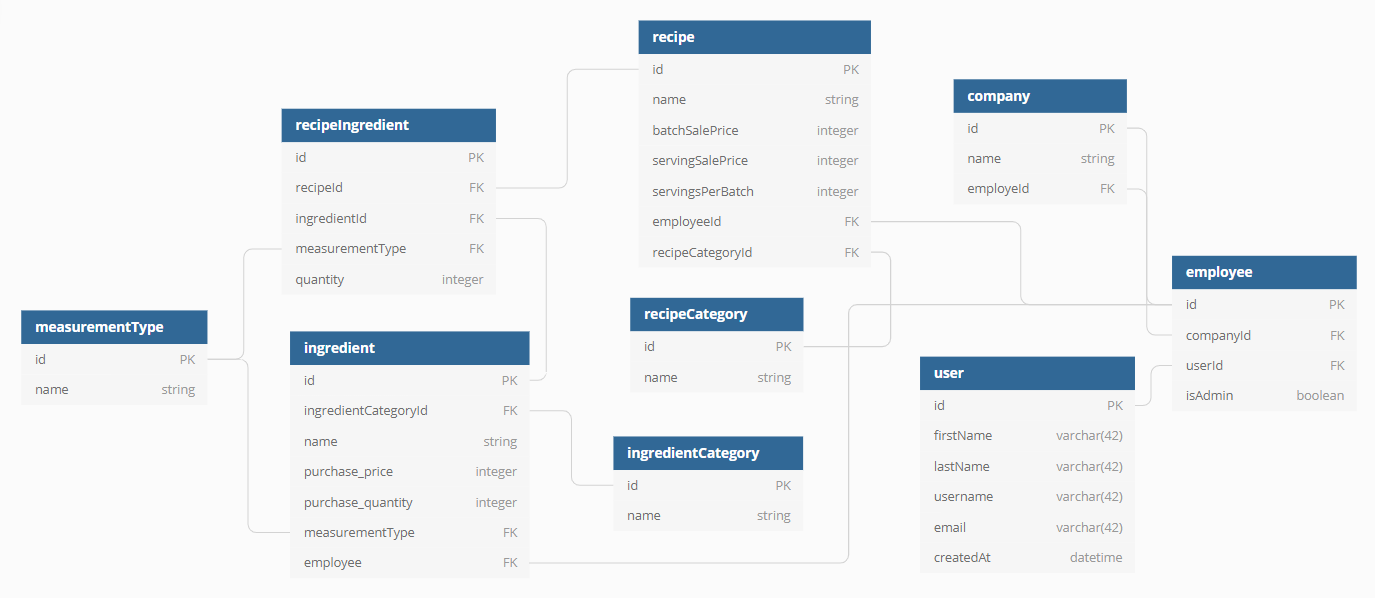 recipe
id PK
name string
batchSalePrice integer
servingSalePrice integer
servingsPerBatch integer
employeeId FK
recipeCategoryId FK
company
id PK
name string
employeId FK
recipeIngredient
id PK
recipeId FK
ingredientId FK
measurementType FK
quantity integer
employee
id PK
companyId FK
userId FK
isAdmin boolean
recipeCategory
id PK
name string
measurementType
id PK
name string
ingredient
id PK
ingredientCategoryId FK
name string
purchase_price integer
purchase_quantity integer
measurementType FK
employee FK
user
id PK
firstName varchar(42)
lastName varchar(42)
username varchar(42)
email varchar(42)
createdAt datetime
ingredientCategory
id PK
name string